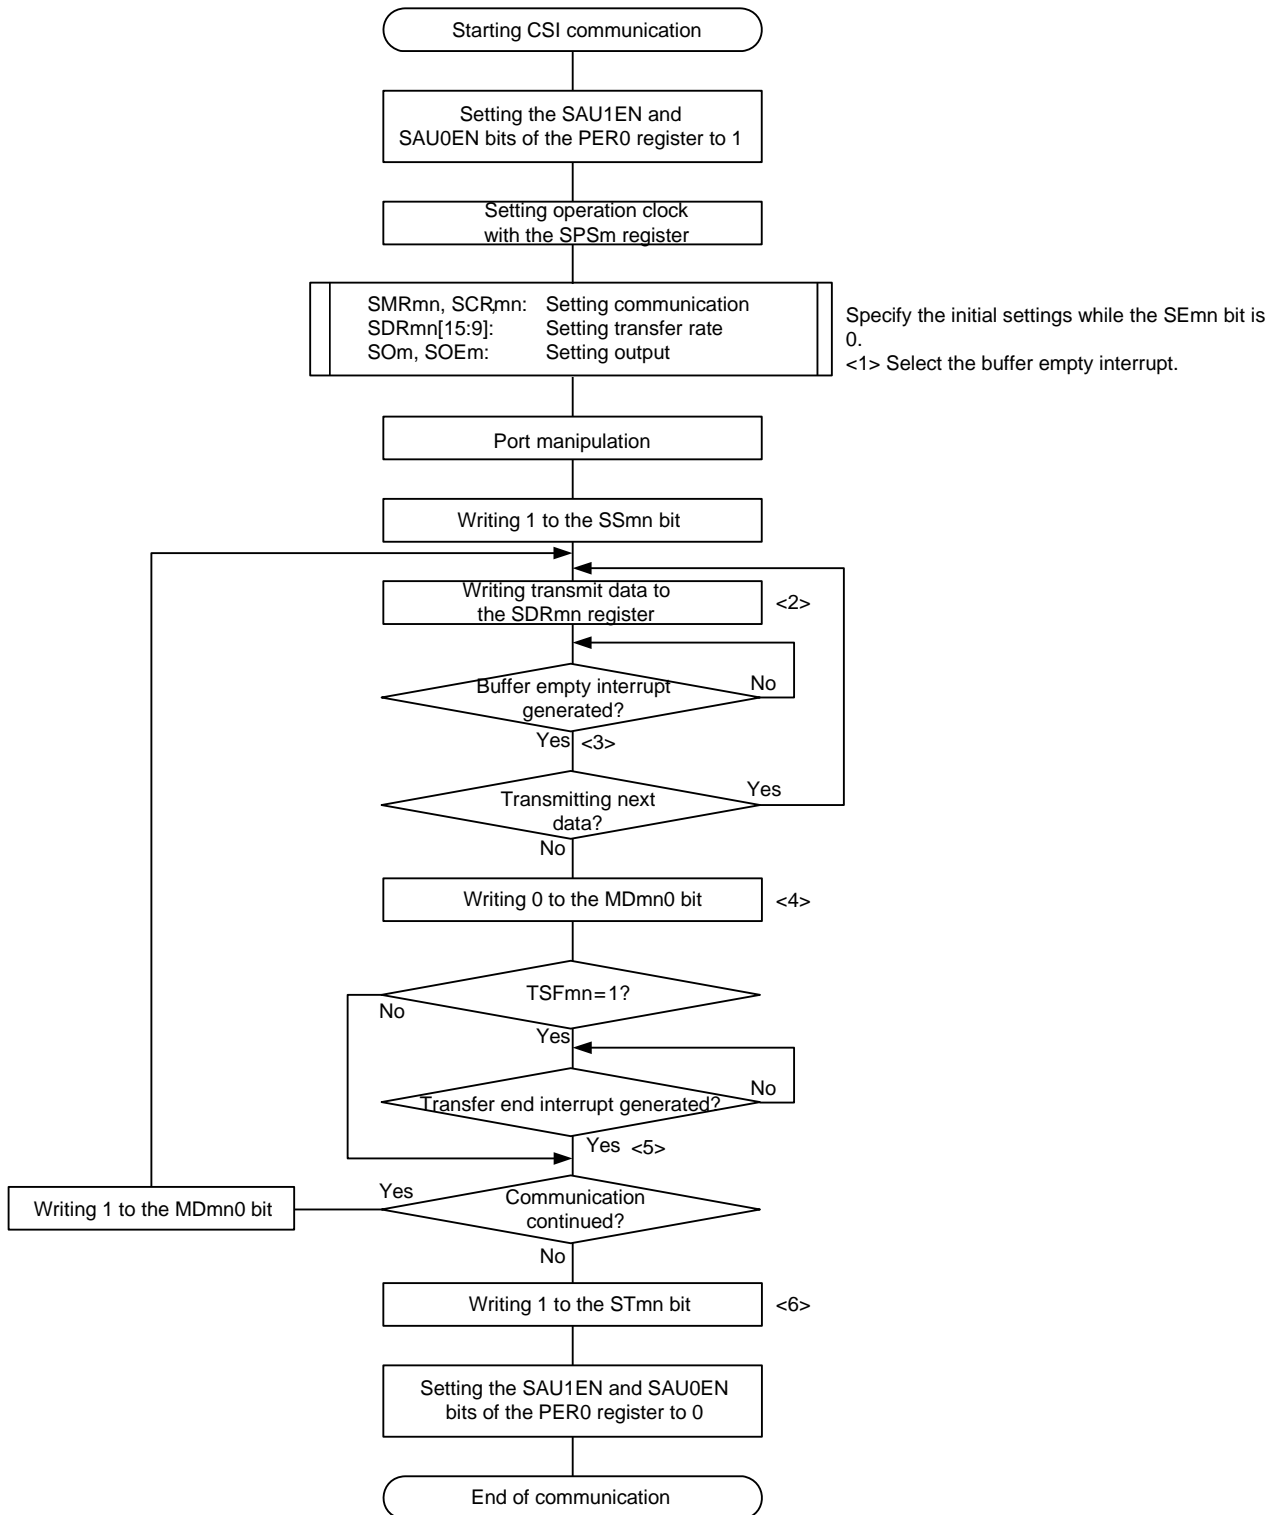 Starting CSI communication
Setting the SAU1EN and
SAU0EN bits of the PER0 register to 1
Setting operation clock
with the SPSm register
SMRmn, SCRmn: Setting communication
SDRmn[15:9]: Setting transfer rate
SOm, SOEm: Setting output
Specify the initial settings while the SEmn bit is
0.
<1> Select the buffer empty interrupt.
Port manipulation
Writing 1 to the SSmn bit
Writing transmit data to
the SDRmn register
<2>
Buffer empty interrupt
generated?
No
Yes <3>
Transmitting next
data?
Yes
No
Writing 0 to the MDmn0 bit
<4>
TSFmn=1?
No
Yes
Transfer end interrupt generated?
No
Yes <5>
Communication
continued?
Yes
Writing 1 to the MDmn0 bit
No
Writing 1 to the STmn bit
<6>
Setting the SAU1EN and SAU0EN
bits of the PER0 register to 0
End of communication